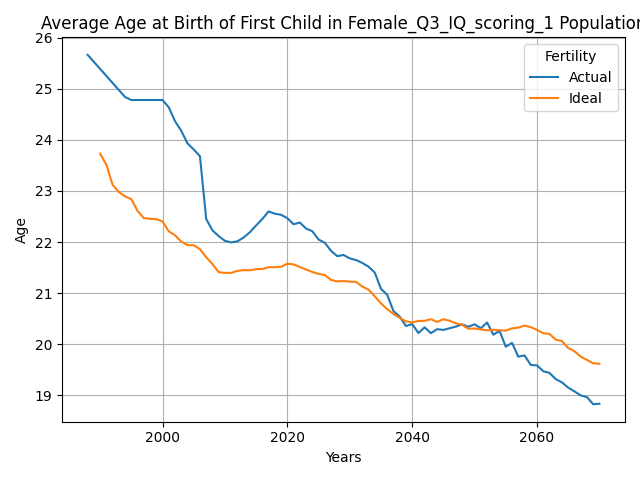 Average Age at Birth of First Child in Female_Q3_IQ_scoring_1 Population
26
25
24
23
22
21
20
19
Age
2000
2020
2040
2060
Years
Fertility
Actual
Ideal